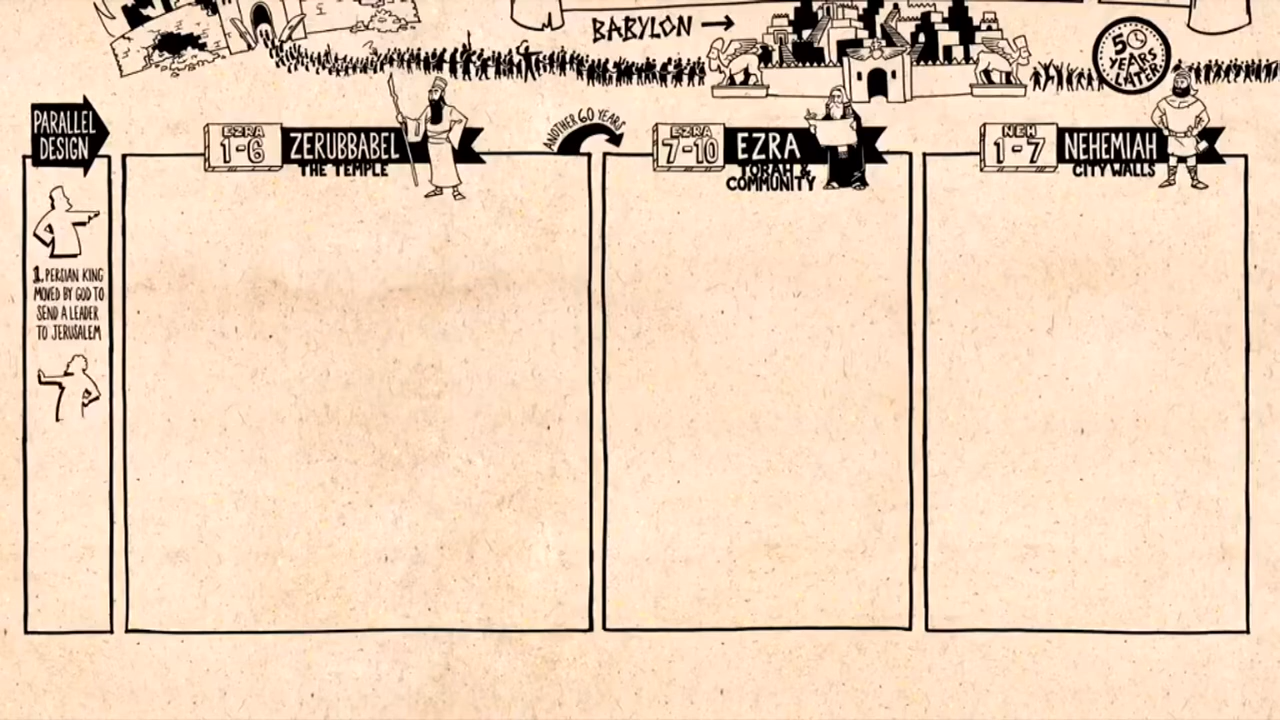 BABYLON
50
YEARS
LATER
PARALLEL
DESIGN
EZRA
1-6
ZERUBBABEL
THE TEMPLE
ANOTHER 60 YEARS
EZRA
7-10
EZRA
TORAH &
COMMUNITY
NEH
1-7
NEHEMIAH
CITY WALLS
1. PERSIAN KING
MOVED BY GOD TO
SEND A LEADER
TO JERUSALEM